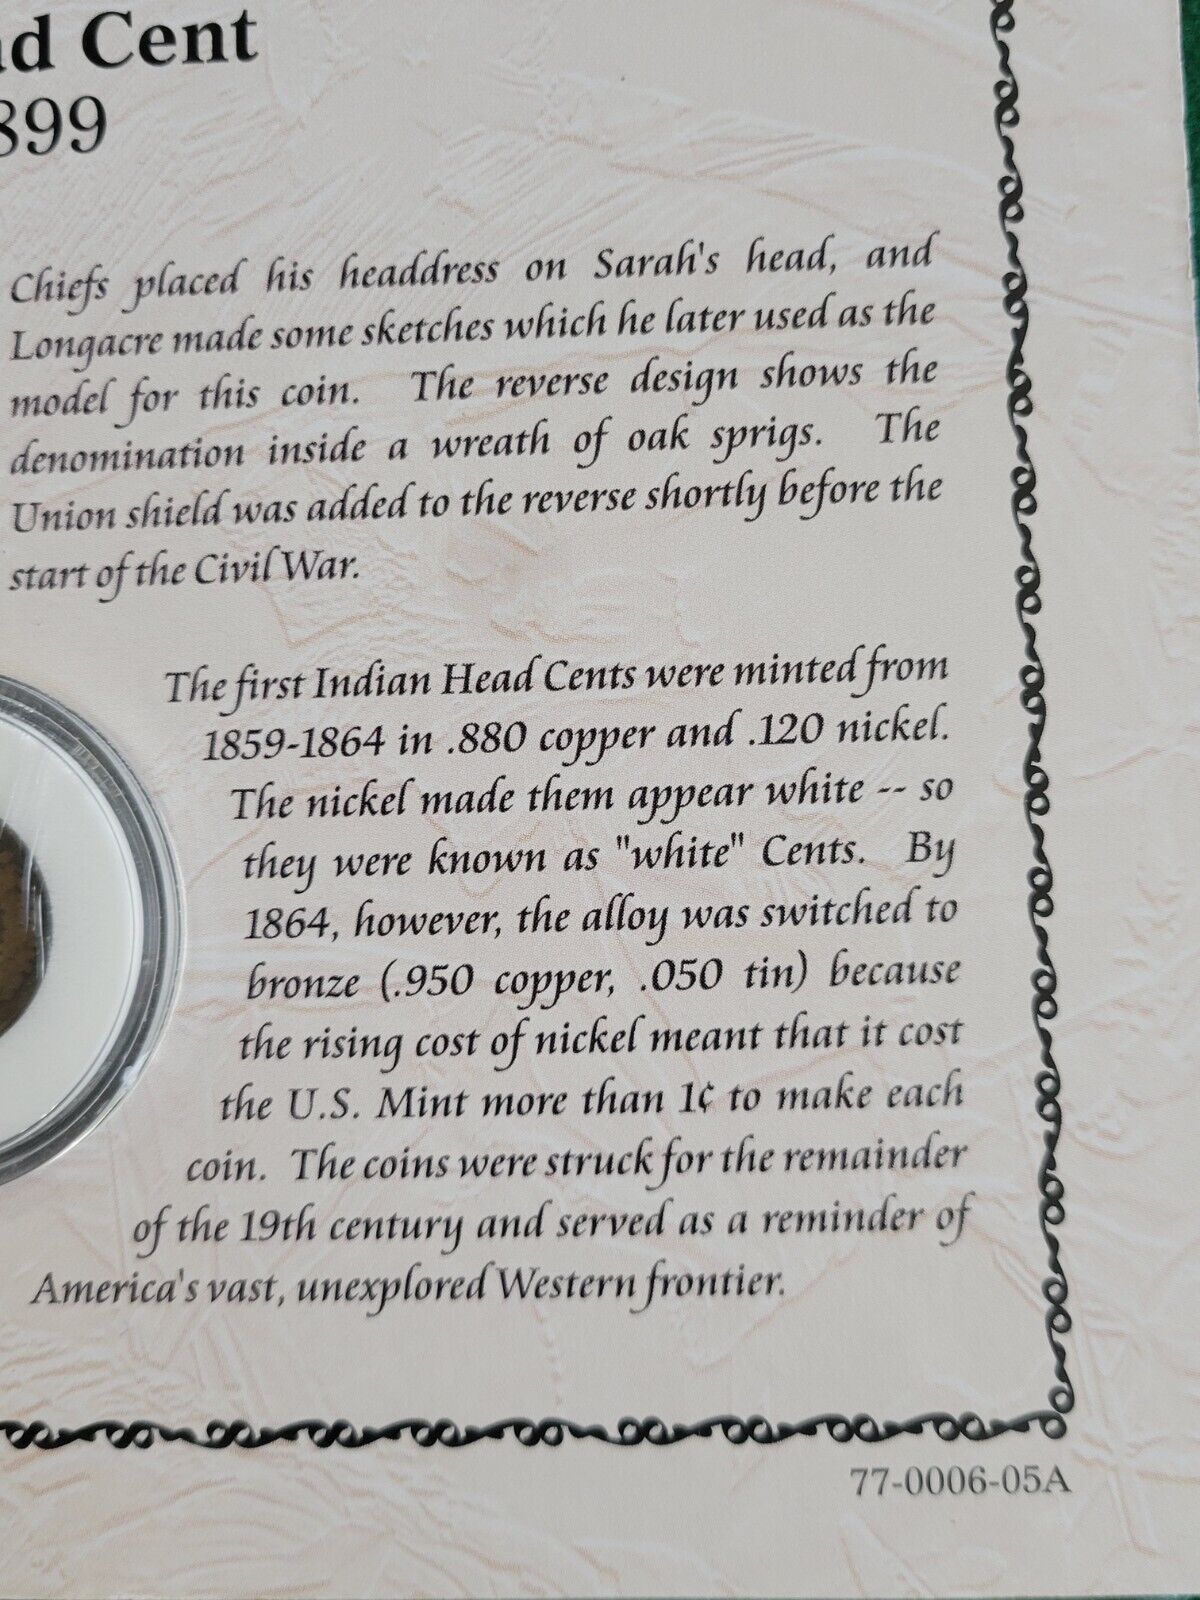 ad Cent
899
Chiefs placed his headdress on Sarah's head, and
Longacre made some sketches which he later used as the
model for this coin. The reverse design shows the
denomination inside a wreath of oak sprigs. The
Union shield was added to the reverse shortly before the
start of the Civil War.
The first Indian Head Cents were minted from
1859-1864 in .880 copper and .120 nickel.
The nickel made them appear white -- so
they were known as "white" Cents. By
1864, however, the alloy was switched to
bronze (.950 copper, .050 tin) because
the rising cost of nickel meant that it cost
the U.S. Mint more than 1¢ to make each
coin. The coins were struck for the remainder
of the 19th century and served as a reminder of
America's vast, unexplored Western frontier.
77-0006-05A